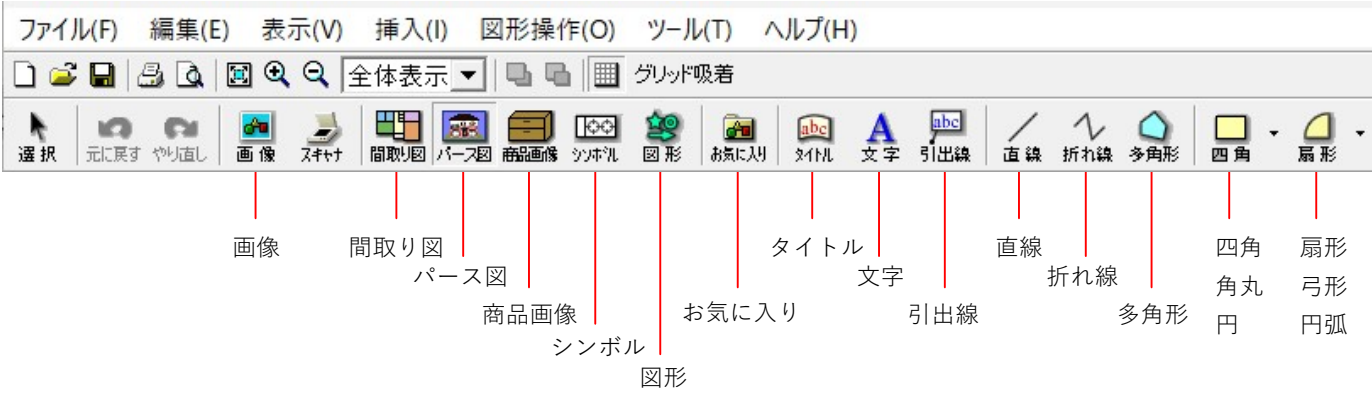 ファイル(F) 編集(E) 表示(V) 挿入(I) 図形操作(O) ツール(T) ヘルプ(H)
全体表示 グリッド吸着
abc A abc
選択 元に戻す やり直し 画像 スキャナ 間取り図 パース図 商品画像 シンボル 図形 お気に入り タイトル 文字 引出線 直線 折れ線 多角形 四角 扇形
画像 間取り図 タイトル 直線 四角 扇形
パース図 文字 折れ線
角丸 弓形
商品画像 お気に入り 引出線 多角形 円 円弧
シンボル
図形